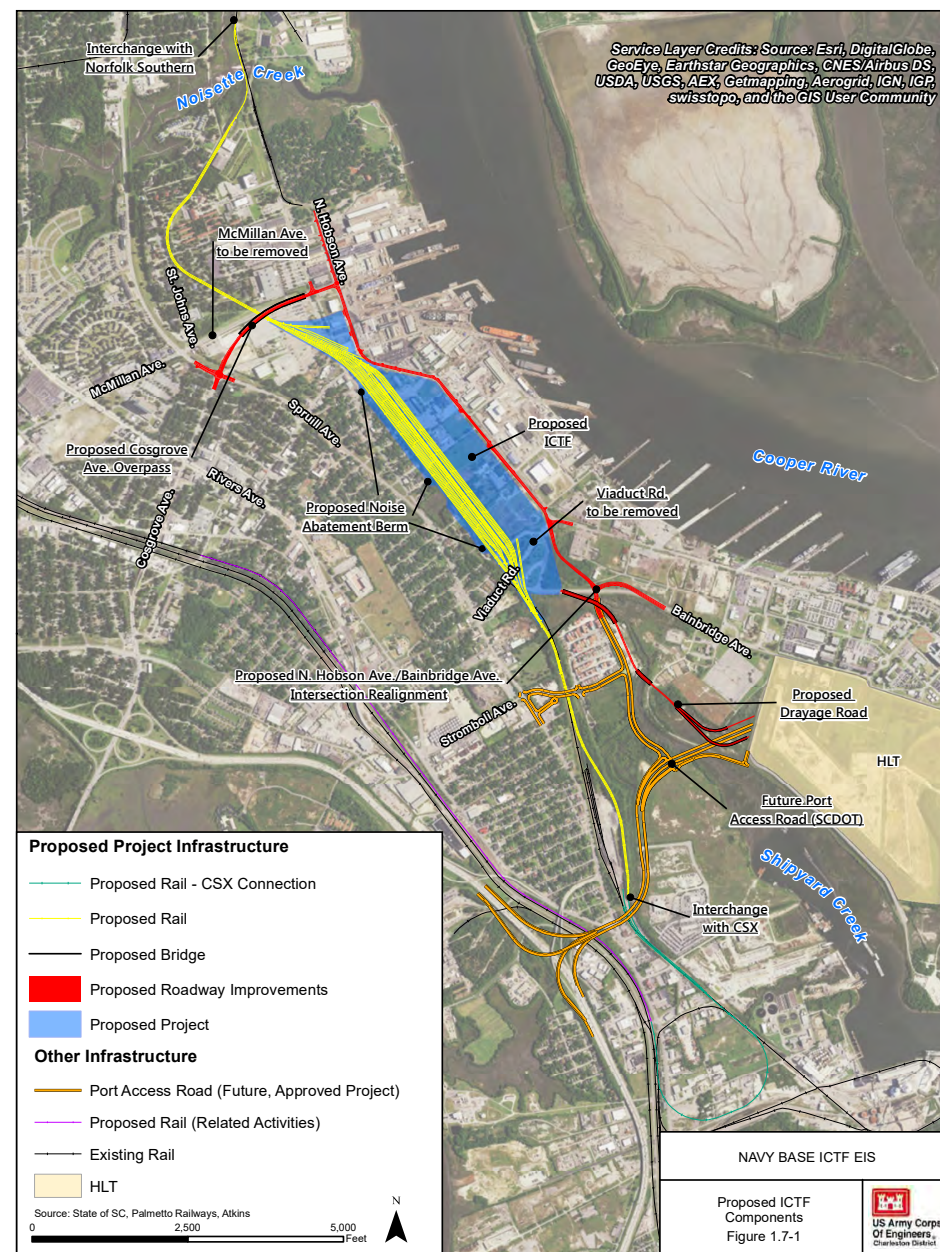 Interchange with
Norfolk Southern
Noisette Creek
Service Layer Credits: Source: Esri, DigitalGlobe,
GeoEye, Earthstar Geographics, CNES/Airbus DS,
USDA, USGS, AEX, Getmapping, Aerogrid, IGN, IGP,
swisstopo, and the GIS User Community
N. Hobson Ave.
McMillan Ave.
to be removed
St. Johns Ave.
McMillan Ave.
Spruill Ave.
Proposed
ICTF
Proposed Cosgrove
Ave. Overpass
Cooper River
Rivers Ave.
Cosgrove Ave.
Viaduct Rd.
to be removed
Proposed Noise
Abatement Berm
Viaduct Rd.
Bainbridge Ave.
Proposed N. Hobson Ave./Bainbridge Ave.
Intersection Realignment
Stromboli Ave.
Proposed
Drayage Road
HLT
Future Port
Access Road (SCDOT)
Shipyard Creek
Interchange
with CSX
Proposed Project Infrastructure
Proposed Rail - CSX Connection
Proposed Rail
Proposed Bridge
Proposed Roadway Improvements
Proposed Project
Other Infrastructure
Port Access Road (Future, Approved Project)
Proposed Rail (Related Activities)
Existing Rail
HLT
Source: State of SC, Palmetto Railways, Atkins
N
0 2,500 5,000
Feet
NAVY BASE ICTF EIS
Proposed ICTF
Components
Figure 1.7-1
US Army Corps
Of Engineers
Charleston District